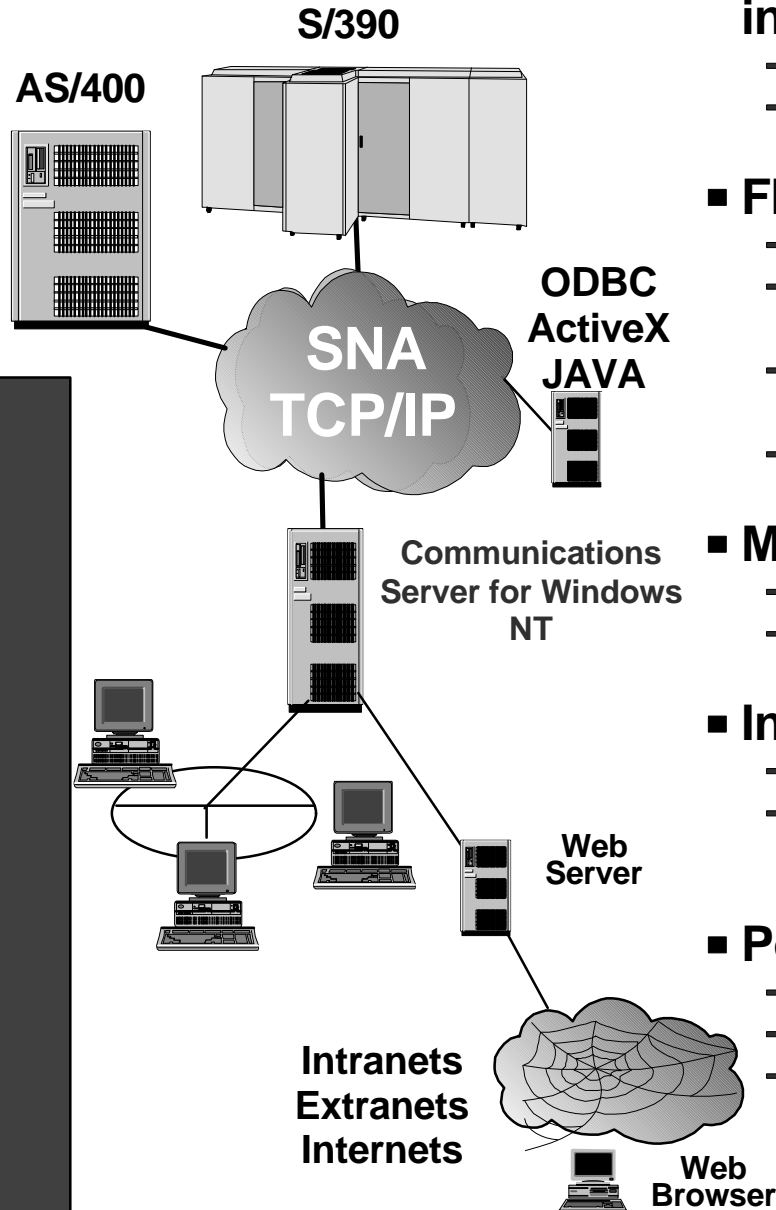 S/390
AS/400
SNA
TCP/IP
ODBC
ActiveX
JAVA
Communications
Server for Windows
NT
Web
Server
Intranets
Extranets
Internets
Web
Browser